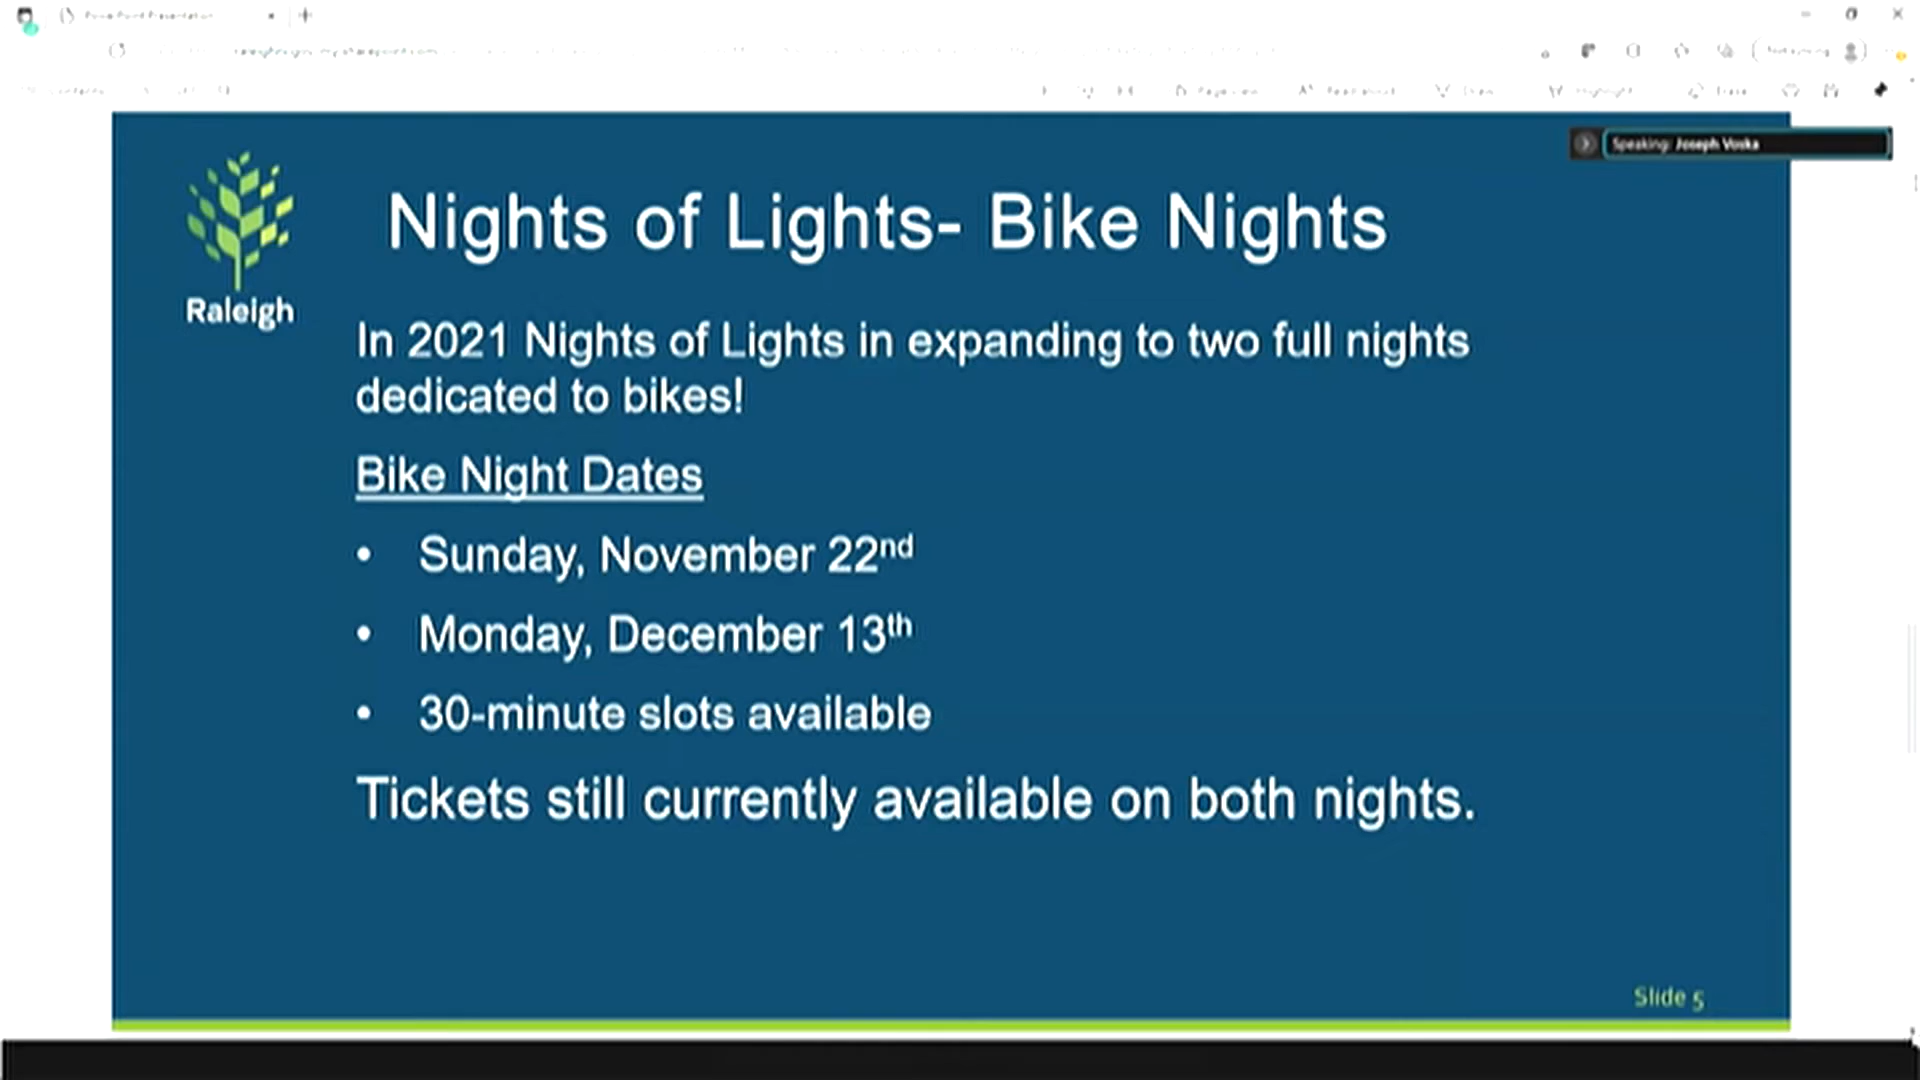 Speaking: Joseph Voska
Raleigh
Nights of Lights- Bike Nights
In 2021 Nights of Lights in expanding to two full nights
dedicated to bikes!
Bike Night Dates
• Sunday, November 22nd
• Monday, December 13th
• 30-minute slots available
Tickets still currently available on both nights.
Slide 5